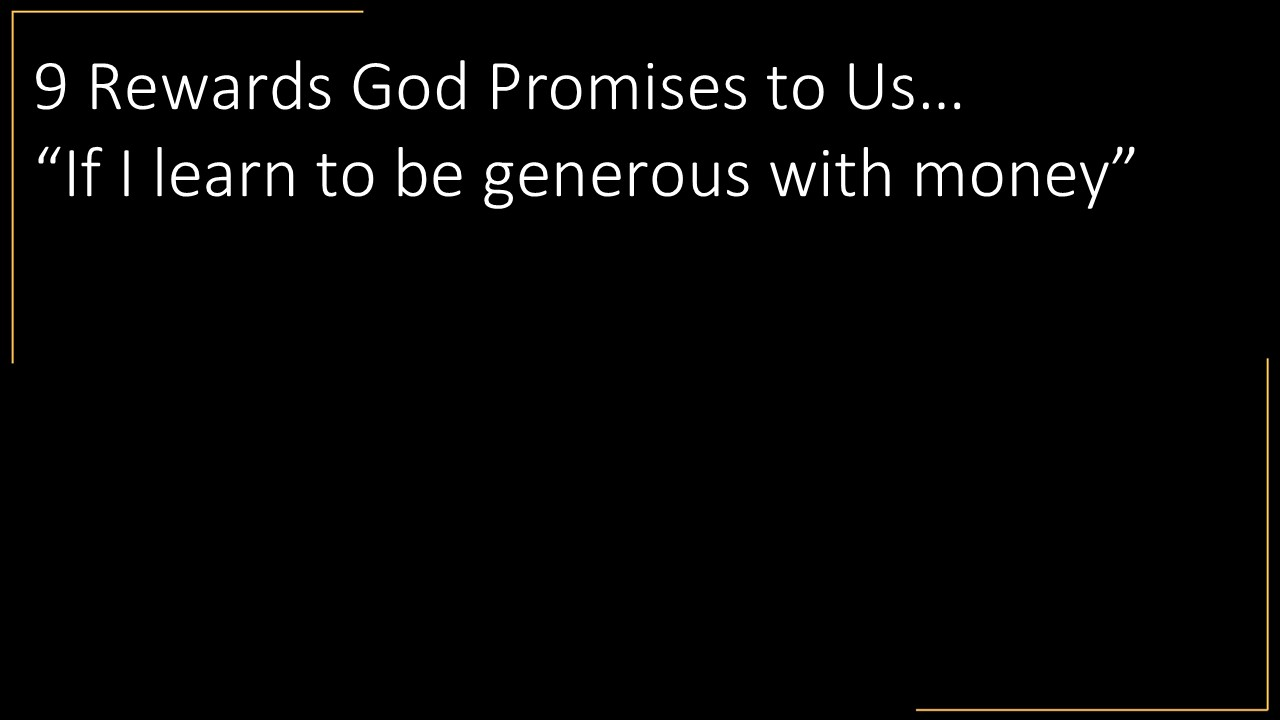 9 Rewards God Promises to Us…
“If I learn to be generous with money”